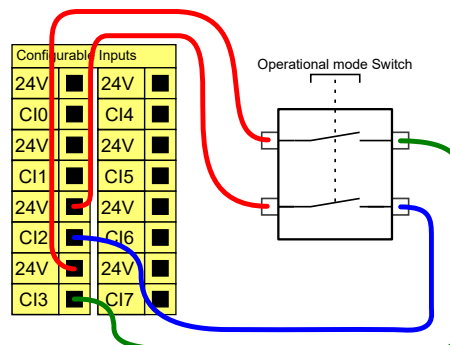 Configurable Inputs
Operational mode Switch
24V 24V
CI0 CI4
24V 24V
CI1 CI5
24V 24V
CI2 CI6
24V 24V
CI3 CI7